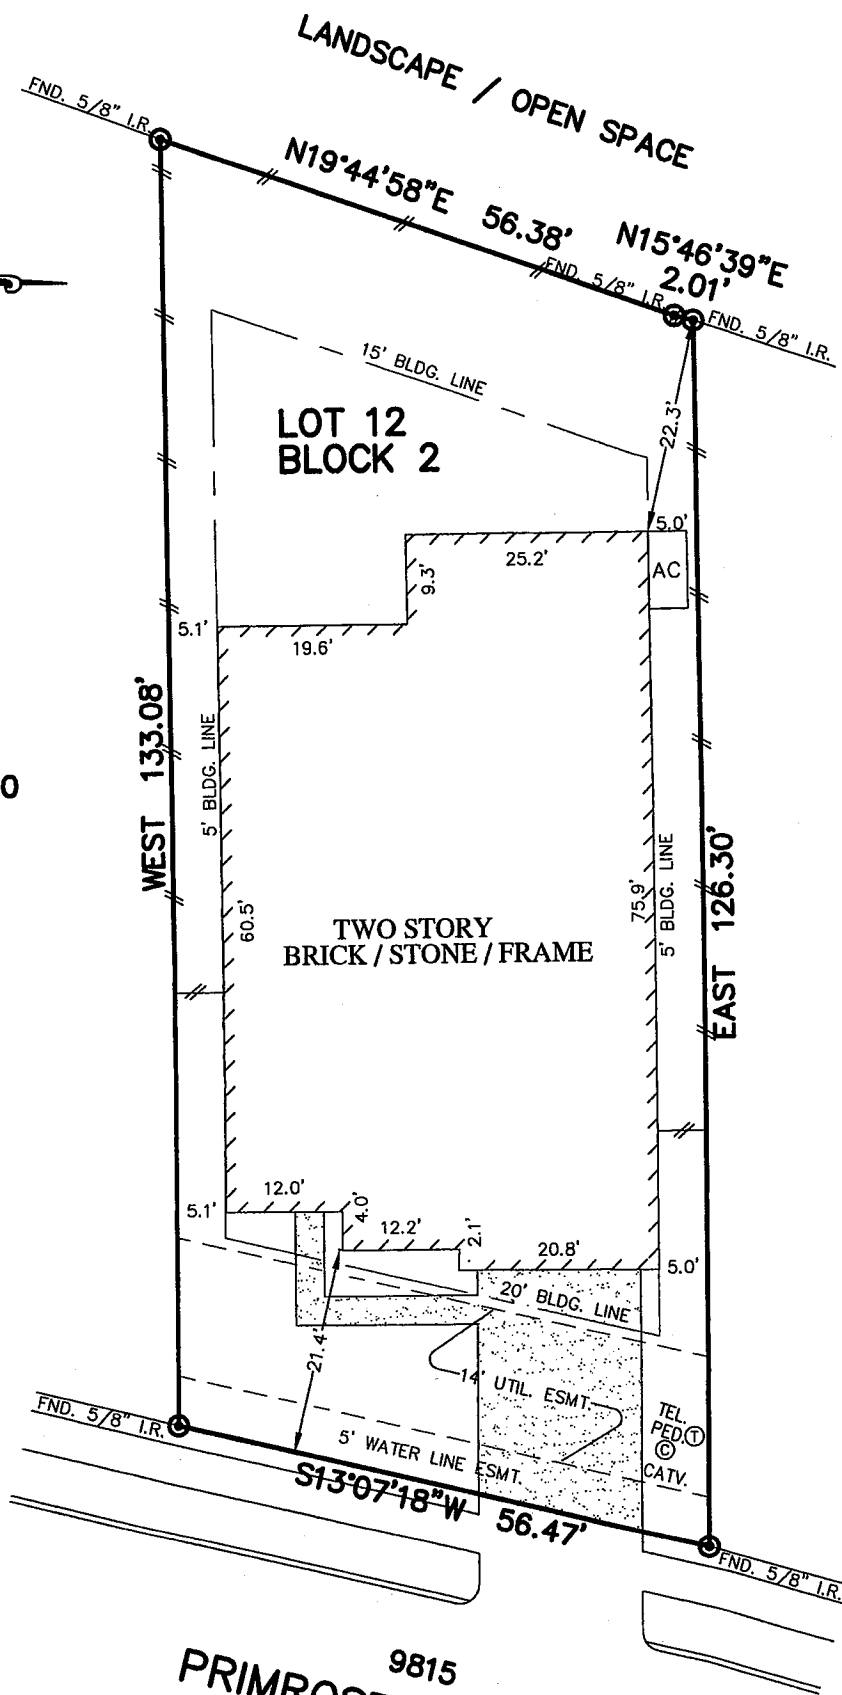 LANDSCAPE / OPEN SPACE
FND. 5/8" I.R.
N19°44'58"E 56.38'
N15°46'39"E
2.01'
FND. 5/8" I.R.
FND. 5/8" I.R.
15' BLDG. LINE
22.3'
LOT 12
BLOCK 2
5.0'
25.2'
AC
9.3'
5.1'
19.6'
WEST 133.08'
5' BLDG. LINE
0
60.5'
TWO STORY
BRICK / STONE / FRAME
75.9'
5' BLDG. LINE
EAST 126.30'
12.0'
5.1'
4.0'
12.2'
2.1'
20.8'
5.0'
20' BLDG. LINE
21.4'
14' UTIL. ESMT.
TEL.
PED.
T
C
CATV.
FND. 5/8" I.R.
5' WATER LINE ESMT.
S13°07'18"W 56.47'
FND. 5/8" I.R.
9815